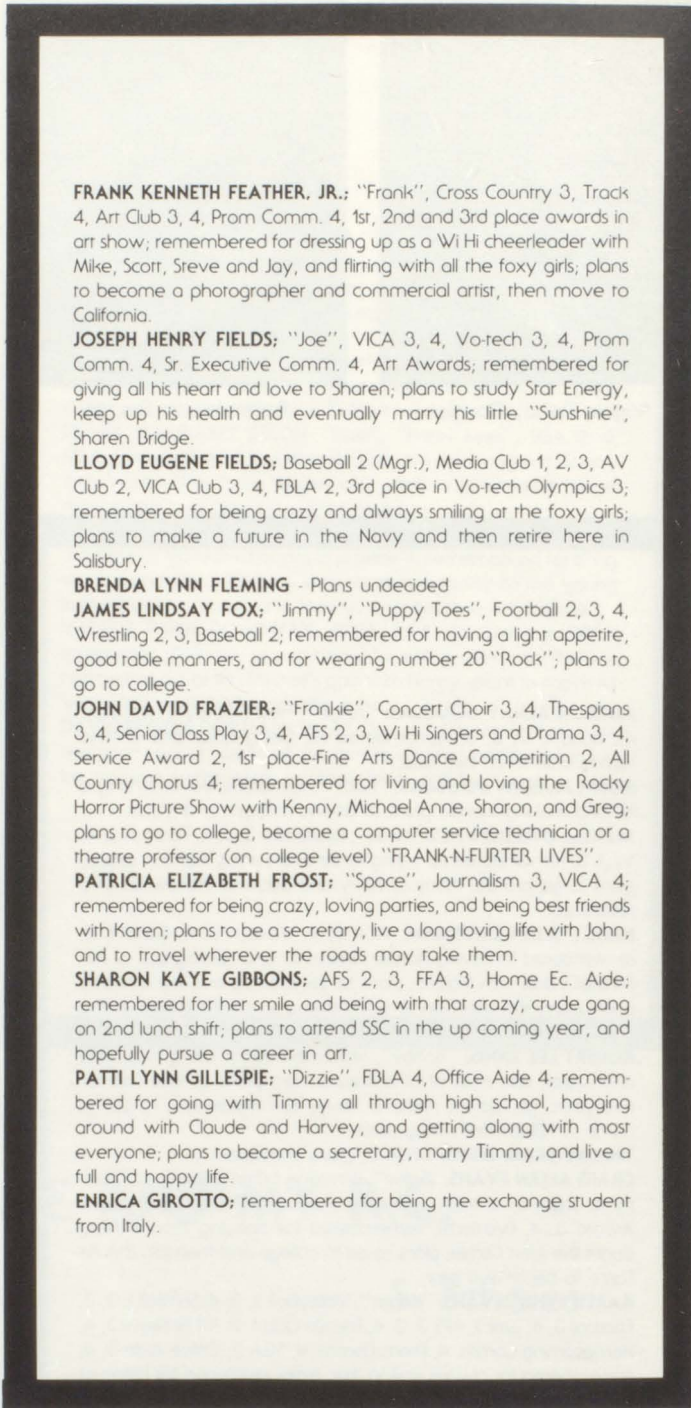 FRANK KENNETH FEATHER, JR.; "Frank", Cross Country 3, Track
4, Art Club 3, 4, Prom Comm. 4, 1st, 2nd and 3rd place awards in
art show; remembered for dressing up as a Wi Hi cheerleader with
Mike, Scott, Steve and Jay, and flirting with all the foxy girls; plans
to become a photographer and commercial artist, then move to
California.
JOSEPH HENRY FIELDS; "Joe", VICA 3, 4, Vo-tech 3, 4, Prom
Comm. 4, Sr. Executive Comm. 4, Art Awards; remembered for
giving all his heart and love to Sharen; plans to study Star Energy,
keep up his health and eventually marry his little "Sunshine",
Sharen Bridge.
LLOYD EUGENE FIELDS; Baseball 2 (Mgr.), Media Club 1, 2, 3, AV
Club 2, VICA Club 3, 4, FBLA 2, 3rd place in Vo-tech Olympics 3;
remembered for being crazy and always smiling at the foxy girls;
plans to make a future in the Navy and then retire here in
Salisbury.
BRENDA LYNN FLEMING - Plans undecided
JAMES LINDSAY FOX; "Jimmy", "Puppy Toes", Football 2, 3, 4,
Wrestling 2, 3, Baseball 2; remembered for having a light appetite,
good table manners, and for wearing number 20 "Rock"; plans to
go to college.
JOHN DAVID FRAZIER; "Frankie", Concert Choir 3, 4, Thespians
3, 4, Senior Class Play 3, 4, AFS 2, 3, Wi Hi Singers and Drama 3, 4,
Service Award 2, 1st place-Fine Arts Dance Competition 2, All
County Chorus 4; remembered for living and loving the Rocky
Horror Picture Show with Kenny, Michael Anne, Sharon, and Greg;
plans to go to college, become a computer service technician or a
theatre professor (on college level) "FRANK-N-FURTER LIVES".
PATRICIA ELIZABETH FROST; "Space", Journalism 3, VICA 4;
remembered for being crazy, loving parties, and being best friends
with Karen; plans to be a secretary, live a long loving life with John,
and to travel wherever the roads may take them.
SHARON KAYE GIBBONS; AFS 2, 3, FFA 3, Home Ec. Aide;
remembered for her smile and being with that crazy, crude gang
on 2nd lunch shift; plans to attend SSC in the up coming year, and
hopefully pursue a career in art.
PATTI LYNN GILLESPIE; "Dizzie", FBLA 4, Office Aide 4; remem-
bered for going with Timmy all through high school, habging
around with Claude and Harvey, and getting along with most
everyone; plans to become a secretary, marry Timmy, and live a
full and happy life.
ENRICA GIROTTO; remembered for being the exchange student
from Italy.